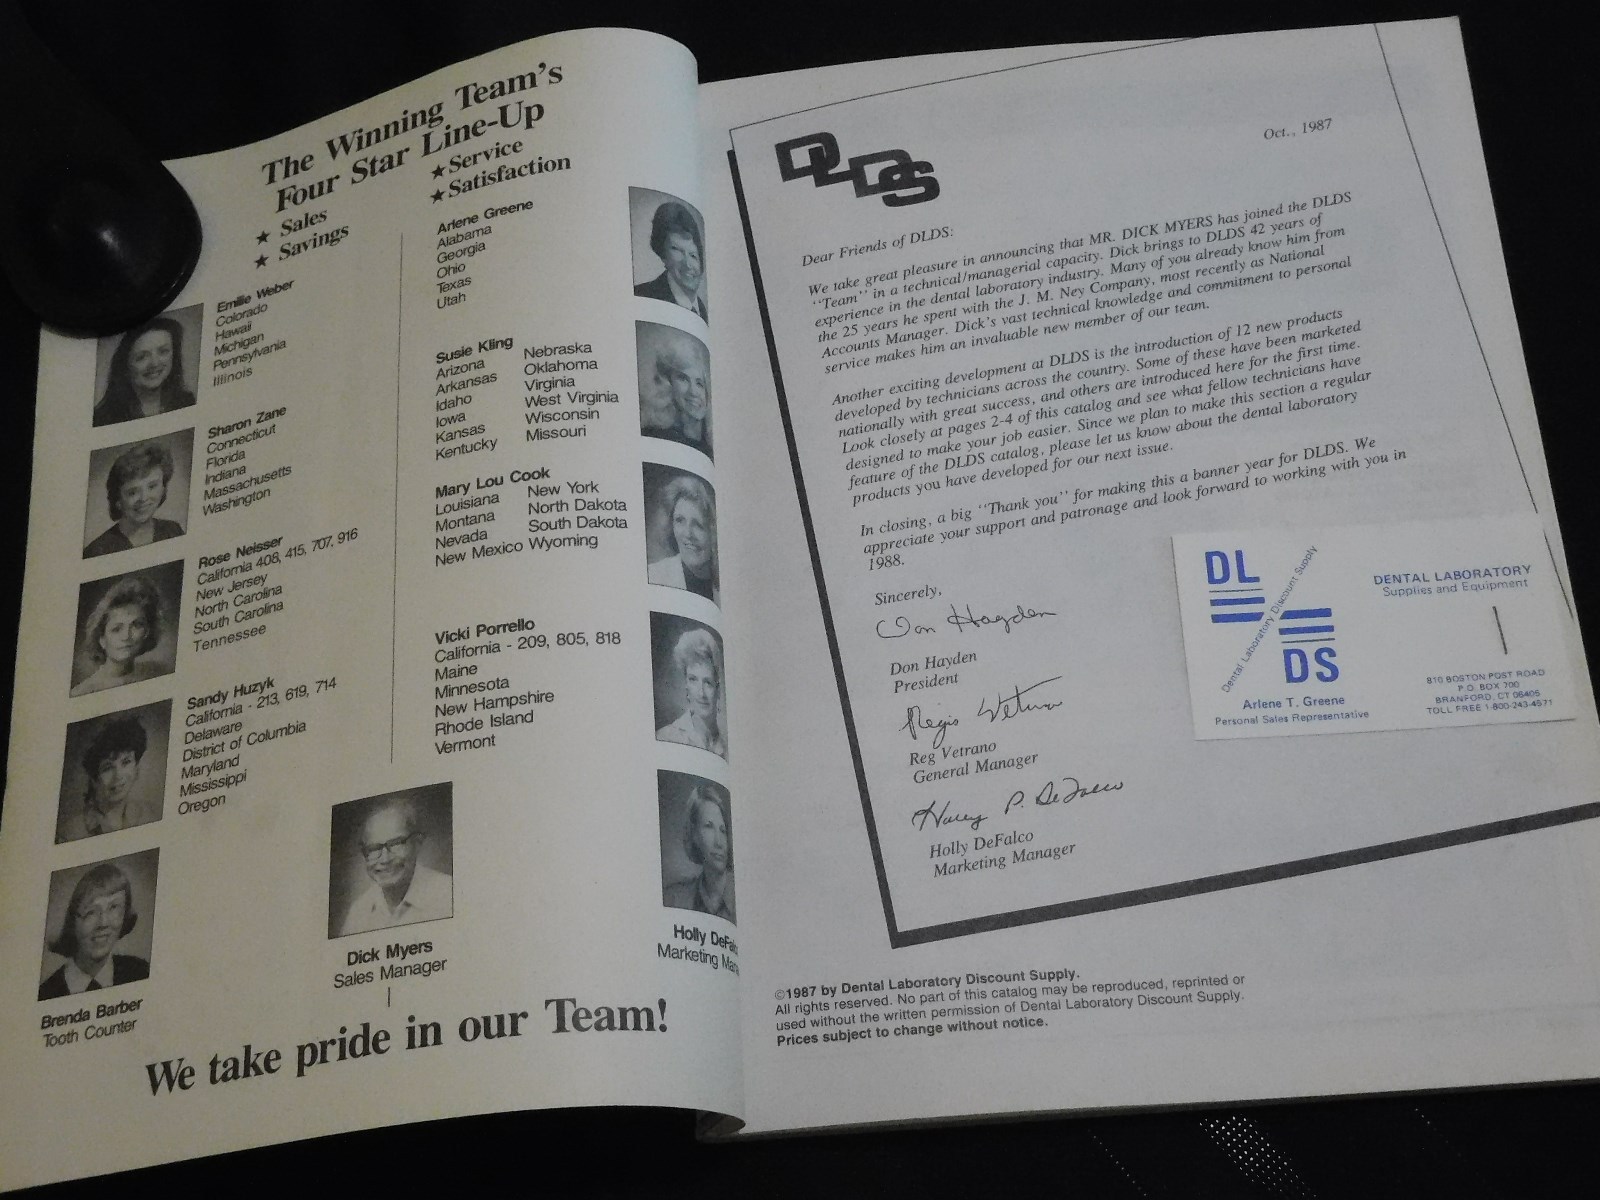 The Winning Team's
Four Star Line-Up
★ Sales
★ Savings
★ Service
★ Satisfaction
Emilie Weber
Colorado
Hawaii
Michigan
Pennsylvania
Illinois
Sharon Zane
Connecticut
Florida
Indiana
Massachusetts
Washington
Rose Neisser
California 408, 415, 707, 916
New Jersey
North Carolina
South Carolina
Tennessee
Sandy Huzyk
California - 213, 619, 714
Delaware
District of Columbia
Maryland
Mississippi
Oregon
Brenda Barber
Tooth Counter
Arlene Greene
Alabama
Georgia
Ohio
Texas
Utah
Susie Kling
Arizona Nebraska
Arkansas Oklahoma
Idaho Virginia
Iowa West Virginia
Kansas Wisconsin
Kentucky Missouri
Mary Lou Cook
Louisiana New York
Montana North Dakota
Nevada South Dakota
New Mexico Wyoming
Vicki Porrello
California - 209, 805, 818
Maine
Minnesota
New Hampshire
Rhode Island
Vermont
Dick Myers
Sales Manager
Holly DeFalc
Marketing Man
We take pride in our Team!
DLDS
Oct., 1987
Dear Friends of DLDS:
We take great pleasure in announcing that MR. DICK MYERS has joined the DLDS
"Team" in a technical/managerial capacity. Dick brings to DLDS 42 years of
experience in the dental laboratory industry. Many of you already know him from
the 25 years he spent with the J. M. Ney Company, most recently as National
Accounts Manager. Dick's vast technical knowledge and commitment to personal
service makes him an invaluable new member of our team.
Another exciting development at DLDS is the introduction of 12 new products
developed by technicians across the country. Some of these have been marketed
nationally with great success, and others are introduced here for the first time.
Look closely at pages 2-4 of this catalog and see what fellow technicians have
designed to make your job easier. Since we plan to make this section a regular
feature of the DLDS catalog, please let us know about the dental laboratory
products you have developed for our next issue.
In closing, a big "Thank you" for making this a banner year for DLDS. We
appreciate your support and patronage and look forward to working with you in
1988.
Sincerely,
Don Hayden
Don Hayden
President
Regis Vetrano
Reg Vetrano
General Manager
Holly P. DeFalco
Holly DeFalco
Marketing Manager
DL
DS
Dental Laboratory Discount Supply
Arlene T. Greene
Personal Sales Representative
DENTAL LABORATORY
Supplies and Equipment
810 BOSTON POST ROAD
P.O. BOX 700
BRANFORD, CT 06405
TOLL FREE 1-800-243-4571
©1987 by Dental Laboratory Discount Supply.
All rights reserved. No part of this catalog may be reproduced, reprinted or
used without the written permission of Dental Laboratory Discount Supply.
Prices subject to change without notice.